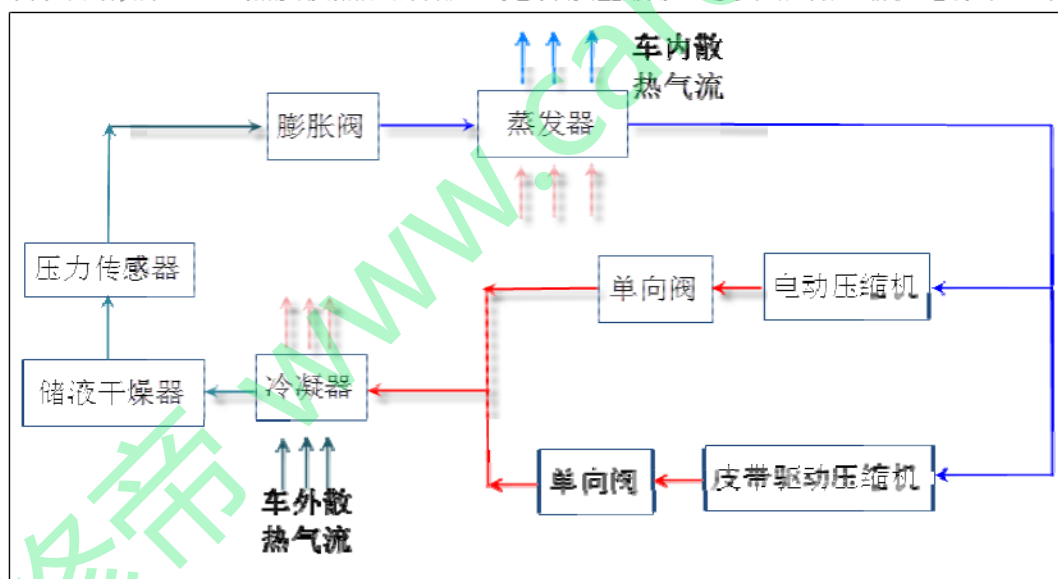 车内散
热气流
膨胀阀
蒸发器
压力传感器
单向阀
电动压缩机
储液干燥器
冷凝器
单向阀
皮带驱动压缩机
车外散
热气流